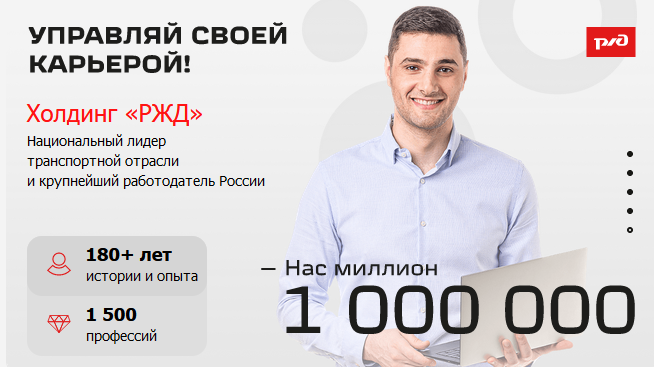 УПРАВЛЯЙ СВОЕЙ
КАРЬЕРОЙ!
ржд
Холдинг «РЖД»
Национальный лидер
транспортной отрасли
и крупнейший работодатель России
180+ лет
истории и опыта
1 500
профессий
– Нас миллион
1 000 000